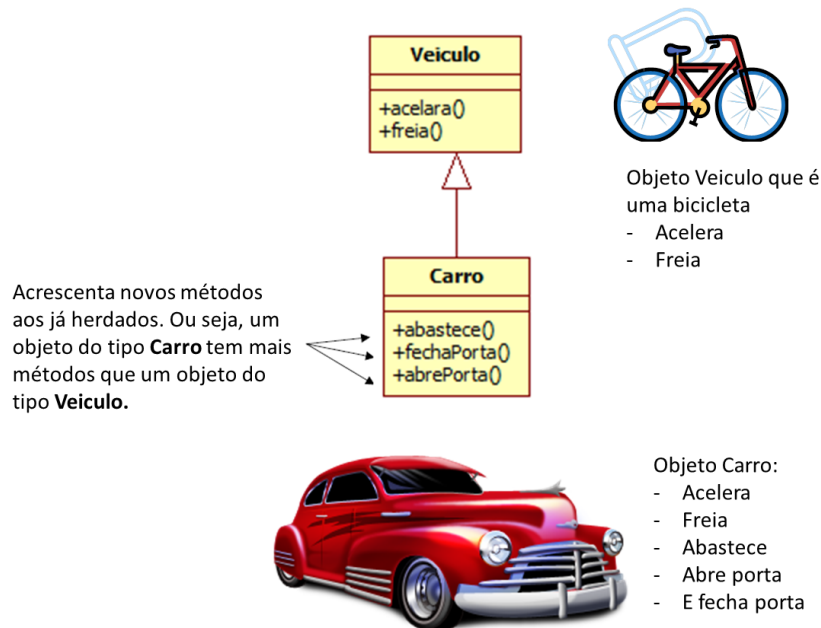 Veiculo
+acelara()
+freia()
Objeto Veiculo que é
uma bicicleta
- Acelera
- Freia
Carro
+abastece()
+fechaPorta()
+abrePorta()
Acrescenta novos métodos
aos já herdados. Ou seja, um
objeto do tipo Carro tem mais
métodos que um objeto do
tipo Veiculo.
Objeto Carro:
- Acelera
- Freia
- Abastece
- Abre porta
- E fecha porta